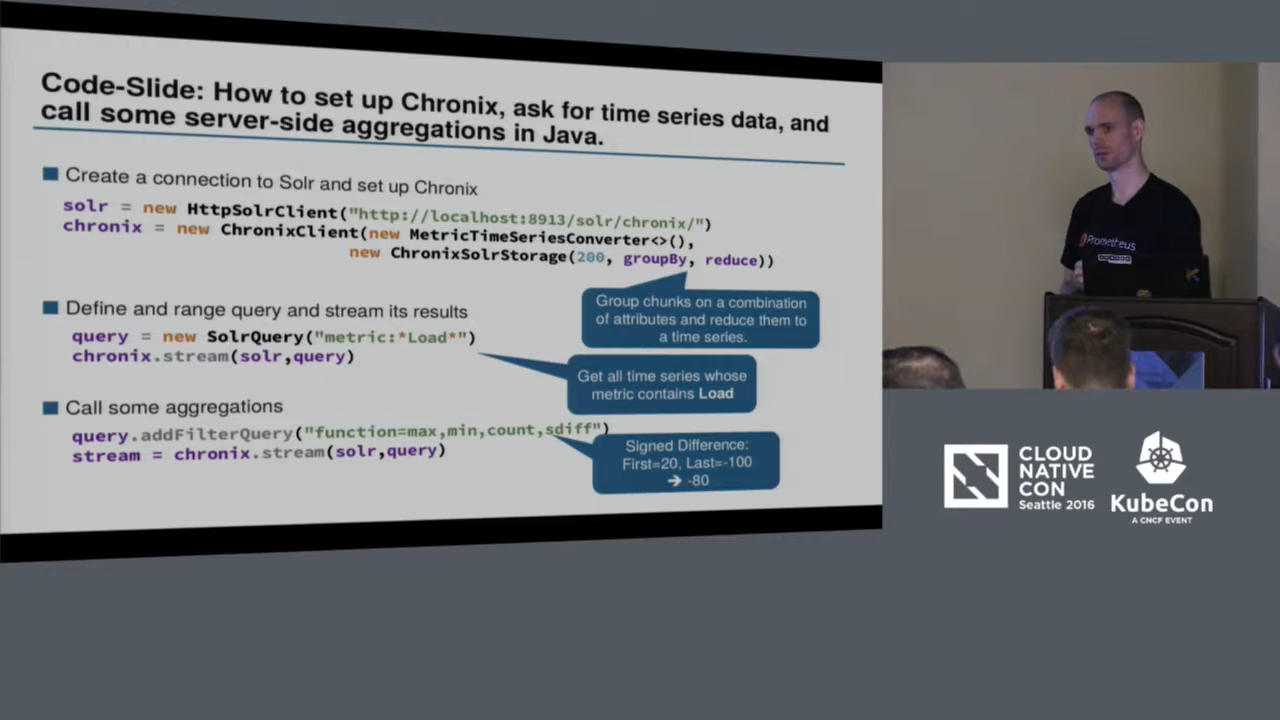 Code-Slide: How to set up Chronix, ask for time series data, and
call some server-side aggregations in Java.
Create a connection to Solr and set up Chronix
solr = new HttpSolrClient("http://localhost:8913/solr/chronix/")
chronix = new ChronixClient(new MetricTimeSeriesConverter<>(),
new ChronixSolrStorage(200, groupBy, reduce))
Group chunks on a combination
of attributes and reduce them to
a time series.
Define and range query and stream its results
query = new SolrQuery("metric:*Load*")
chronix.stream(solr,query)
Get all time series whose
metric contains Load
Call some aggregations
query.addFilterQuery("function=max,min,count,sdiff")
stream = chronix.stream(solr,query)
Signed Difference:
First=20, Last=-100
➔ -80
Prometheus
CLOUD
NATIVE
CON
Seattle 2016
KubeCon
A CNCF EVENT